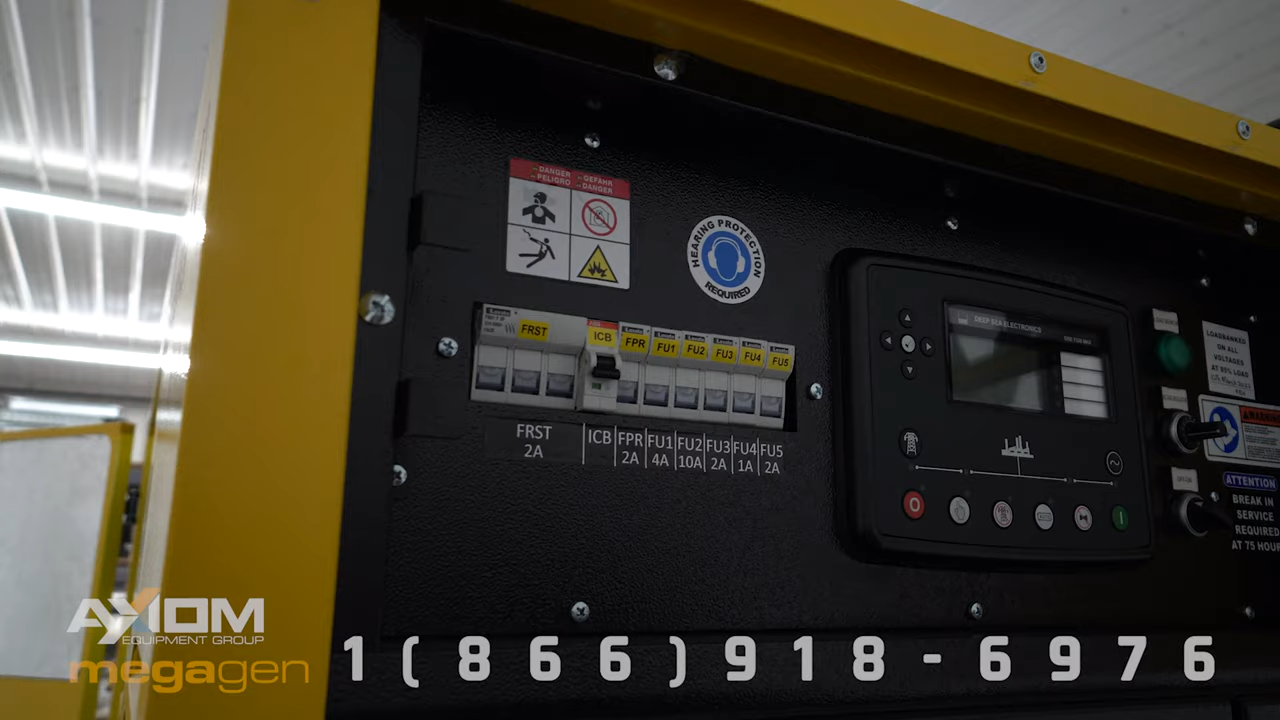 –DANGER
–PELIGRO
–GEFAHR
–DANGER
HEARING PROTECTION
REQUIRED
FRST
ICB
FPR
FU1
FU2
FU3
FU4
FU5
FRST
2A
ICB
FPR
2A
FU1
4A
FU2
10A
FU3
2A
FU4
1A
FU5
2A
DEEP SEA ELECTRONICS
LOADBANKED
ON ALL
VOLTAGES
AT 85% LOAD
WARNING
ATTENTION
BREAK IN
SERVICE
REQUIRED
AT 75 HOUR
AXIOM
EQUIPMENT GROUP
megagen
1(866)918-6976